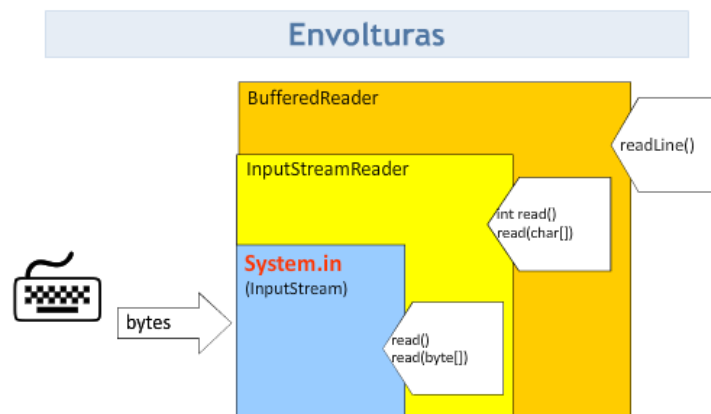 Envolturas
BufferedReader
readLine()
InputStreamReader
int read()
read(char[])
System.in
(InputStream)
bytes
read()
read(byte[])